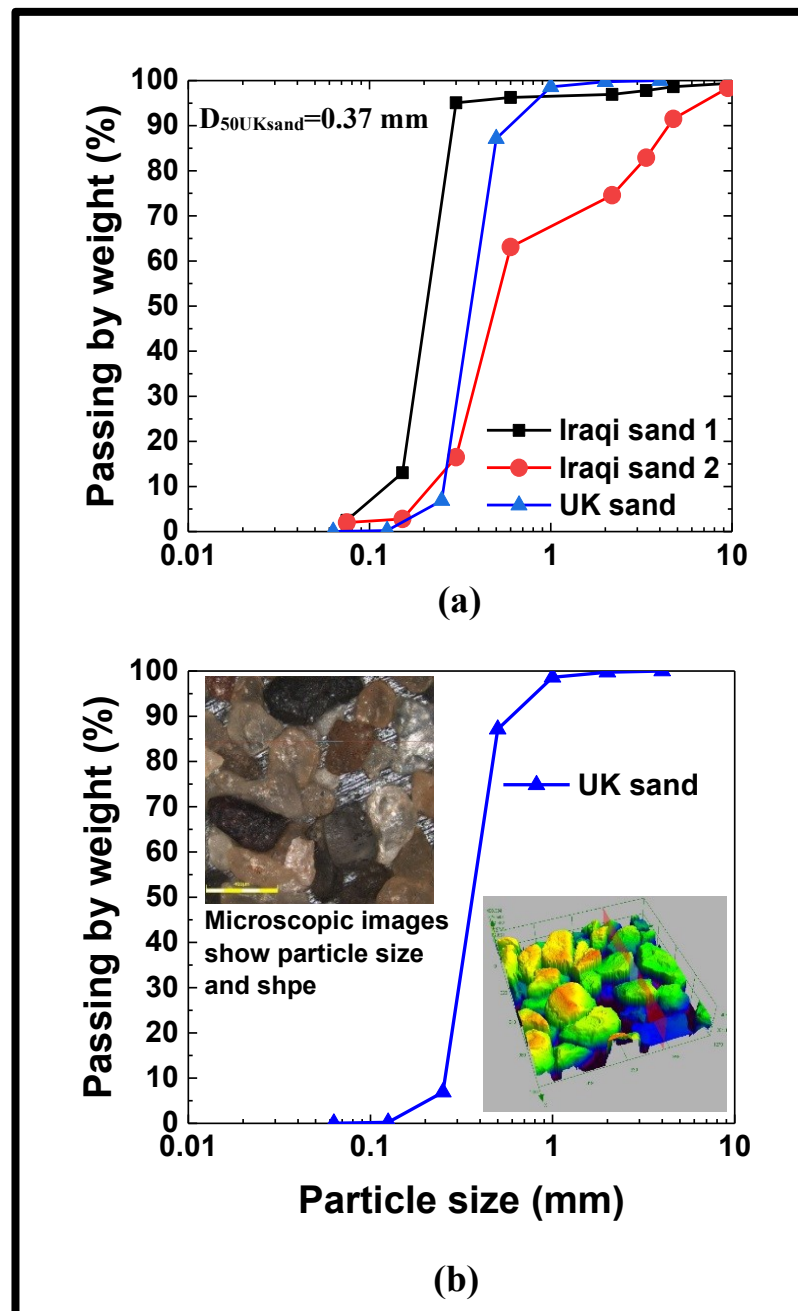 100
90
80
70
60
50
40
30
20
10
0
Passing by weight (%)
D50UKsand=0.37 mm
Iraqi sand 1
Iraqi sand 2
UK sand
0.01 0.1 1 10
(a)
100
90
80
70
60
50
40
30
20
10
0
Passing by weight (%)
UK sand
Microscopic images
show particle size
and shpe
0.01 0.1 1 10
Particle size (mm)
(b)